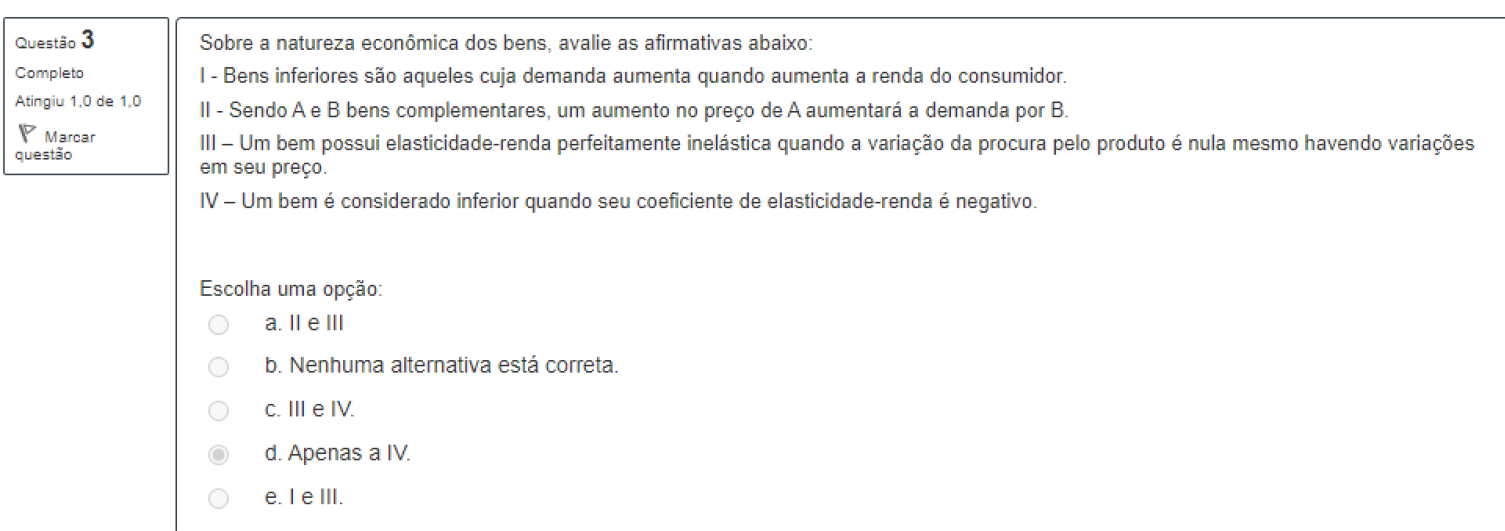 Questão 3
Completo
Atingiu 1,0 de 1,0
Marcar
questão
Sobre a natureza econômica dos bens, avalie as afirmativas abaixo:
I - Bens inferiores são aqueles cuja demanda aumenta quando aumenta a renda do consumidor.
II - Sendo A e B bens complementares, um aumento no preço de A aumentará a demanda por B.
III – Um bem possui elasticidade-renda perfeitamente inelástica quando a variação da procura pelo produto é nula mesmo havendo variações
em seu preço.
IV – Um bem é considerado inferior quando seu coeficiente de elasticidade-renda é negativo.
Escolha uma opção:
a. II e III
b. Nenhuma alternativa está correta.
c. III e IV.
d. Apenas a IV.
e. I e III.